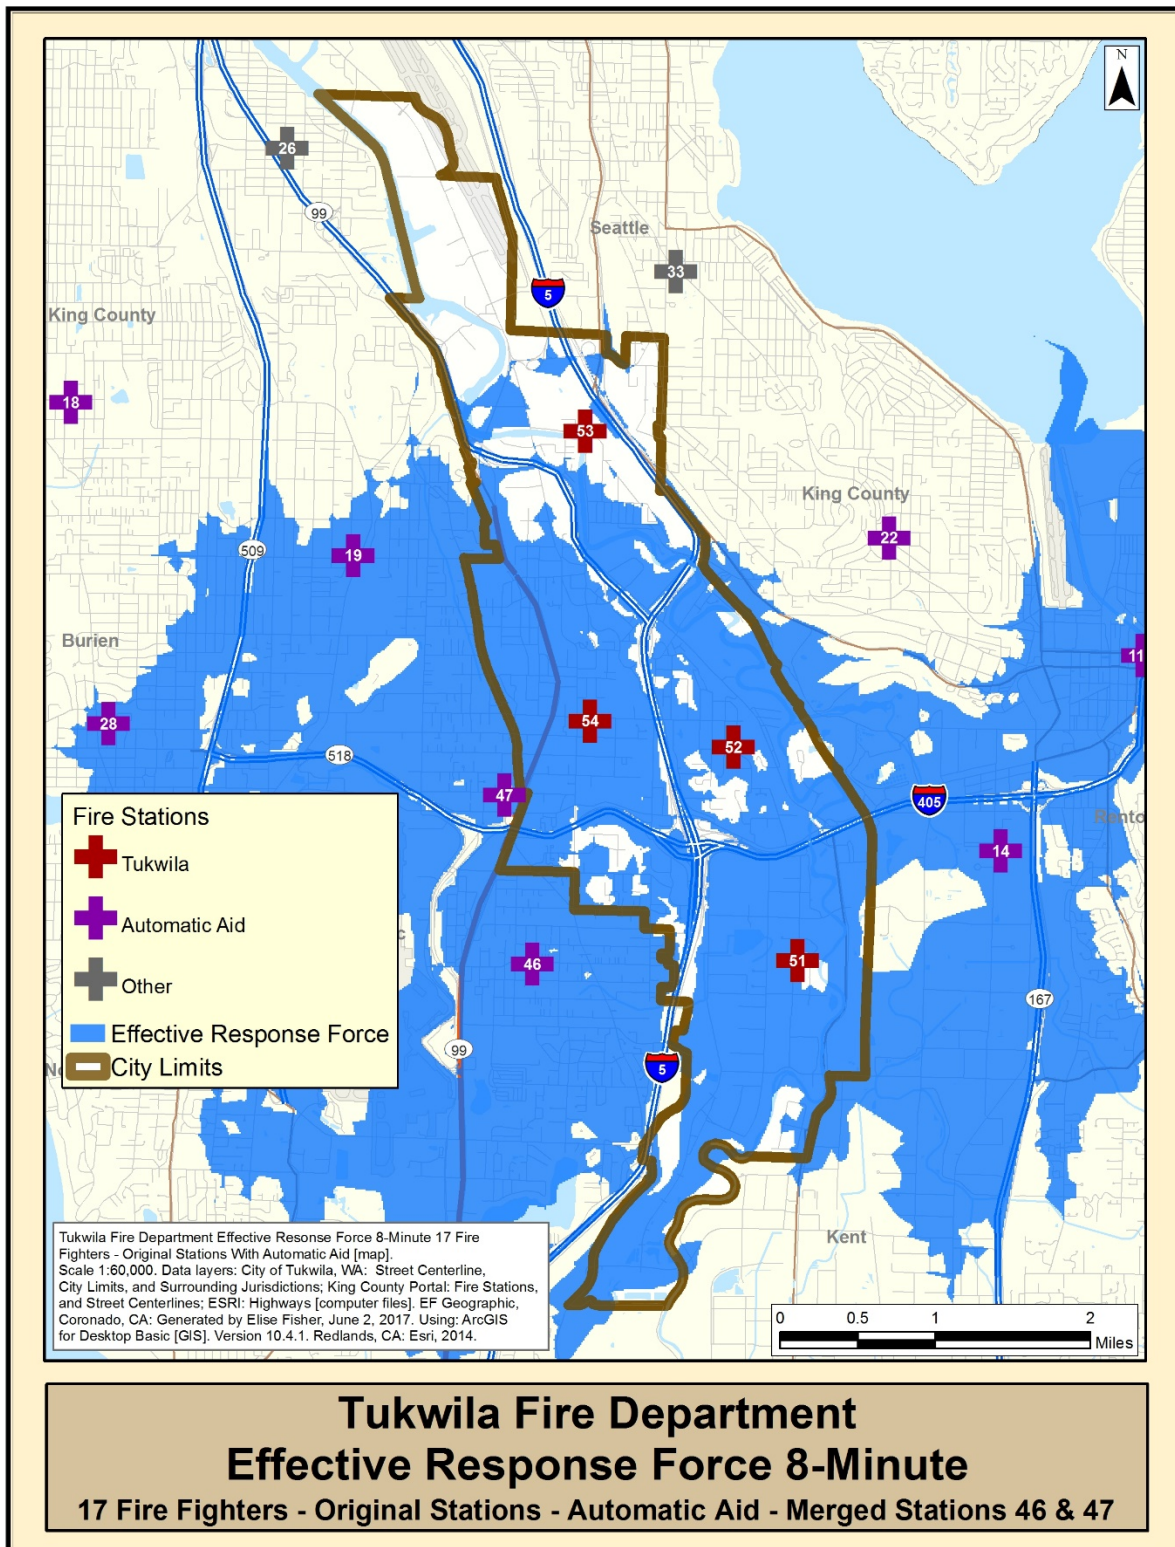 N
26
99
Seattle
33
5
King County
18
53
King County
22
19
509
Burien
11
28
54
52
518
47
405
Rento
14
Fire Stations
Tukwila
Automatic Aid
Other
Effective Response Force
City Limits
c
46
51
167
99
5
No
Kent
Tukwila Fire Department Effective Resonse Force 8-Minute 17 Fire
Fighters - Original Stations With Automatic Aid [map].
Scale 1:60,000. Data layers: City of Tukwila, WA: Street Centerline,
City Limits, and Surrounding Jurisdictions; King County Portal: Fire Stations,
and Street Centerlines; ESRI: Highways [computer files]. EF Geographic,
Coronado, CA: Generated by Elise Fisher, June 2, 2017. Using: ArcGIS
for Desktop Basic [GIS]. Version 10.4.1. Redlands, CA: Esri, 2014.
0 0.5 1 2
Miles
Tukwila Fire Department
Effective Response Force 8-Minute
17 Fire Fighters - Original Stations - Automatic Aid - Merged Stations 46 & 47